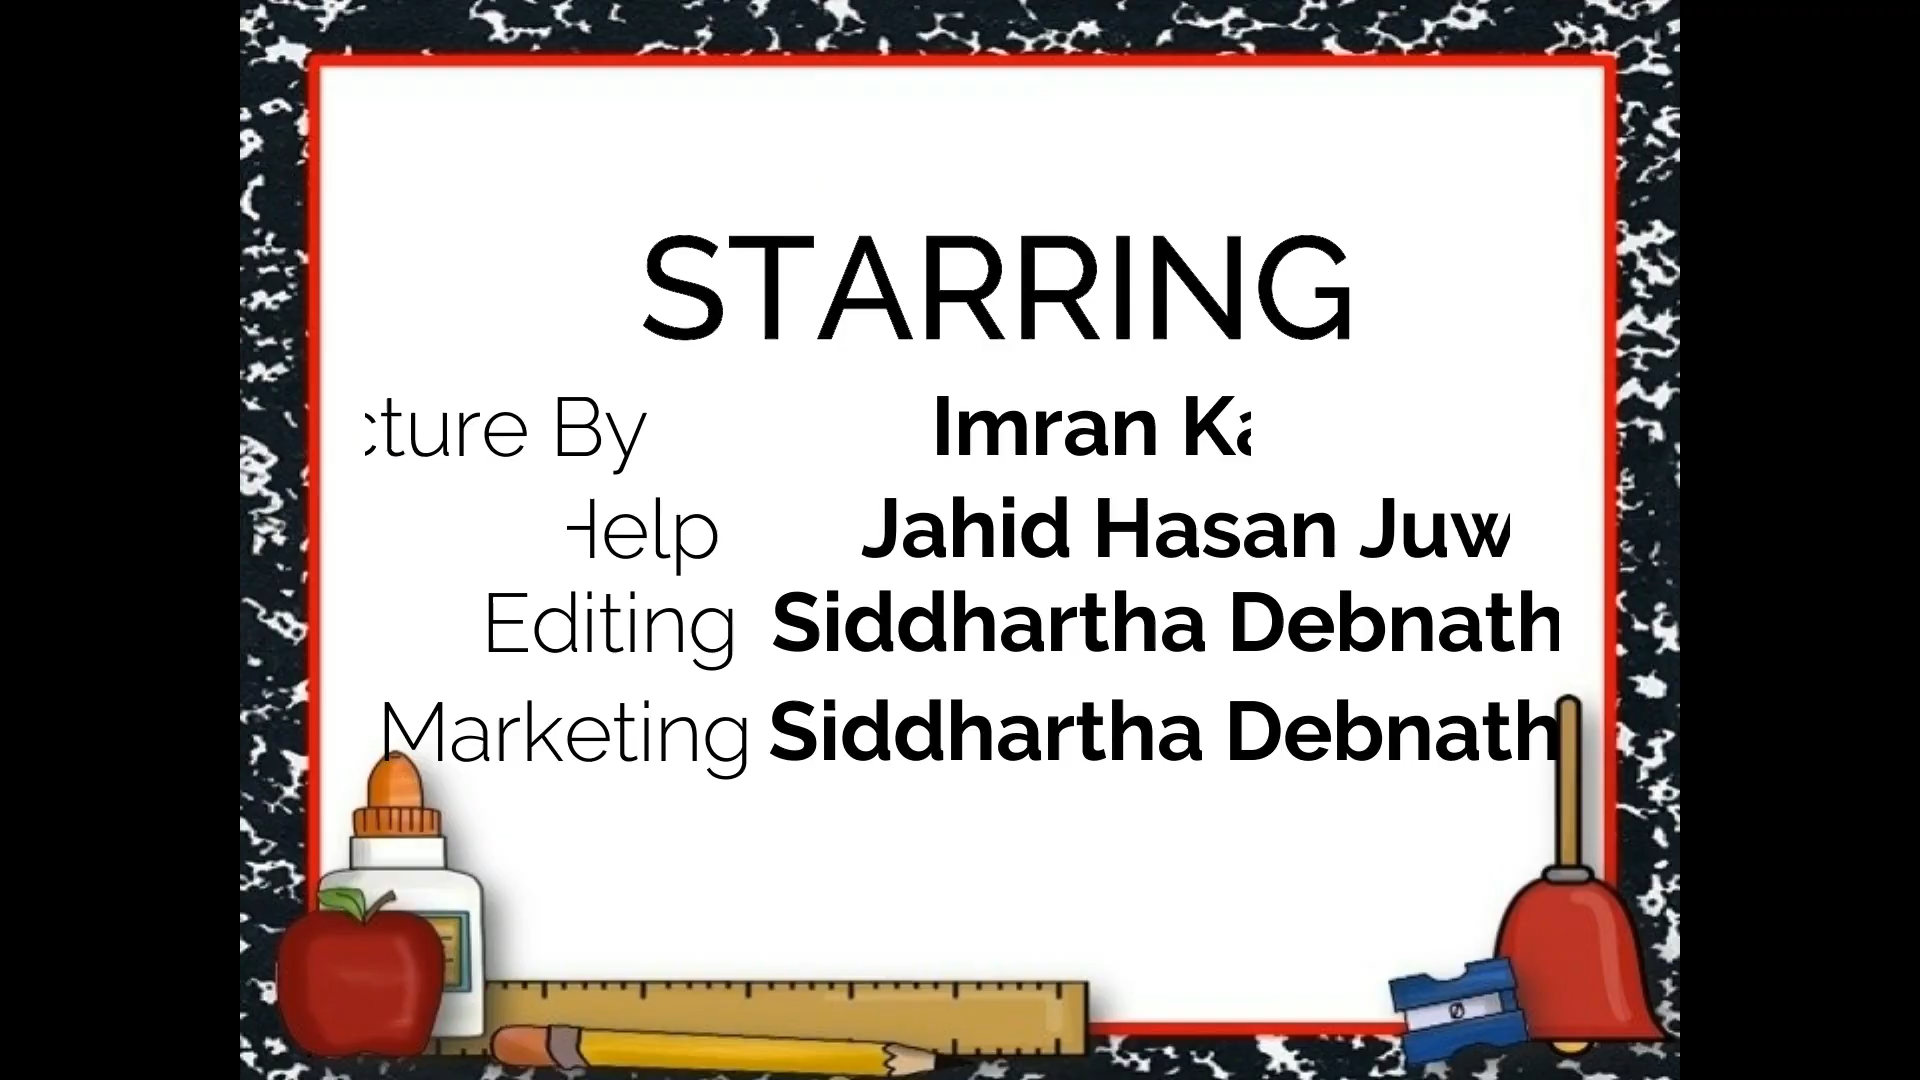 STARRING
cture By Imran Ka
Help Jahid Hasan Juw
Editing Siddhartha Debnath
Marketing Siddhartha Debnath